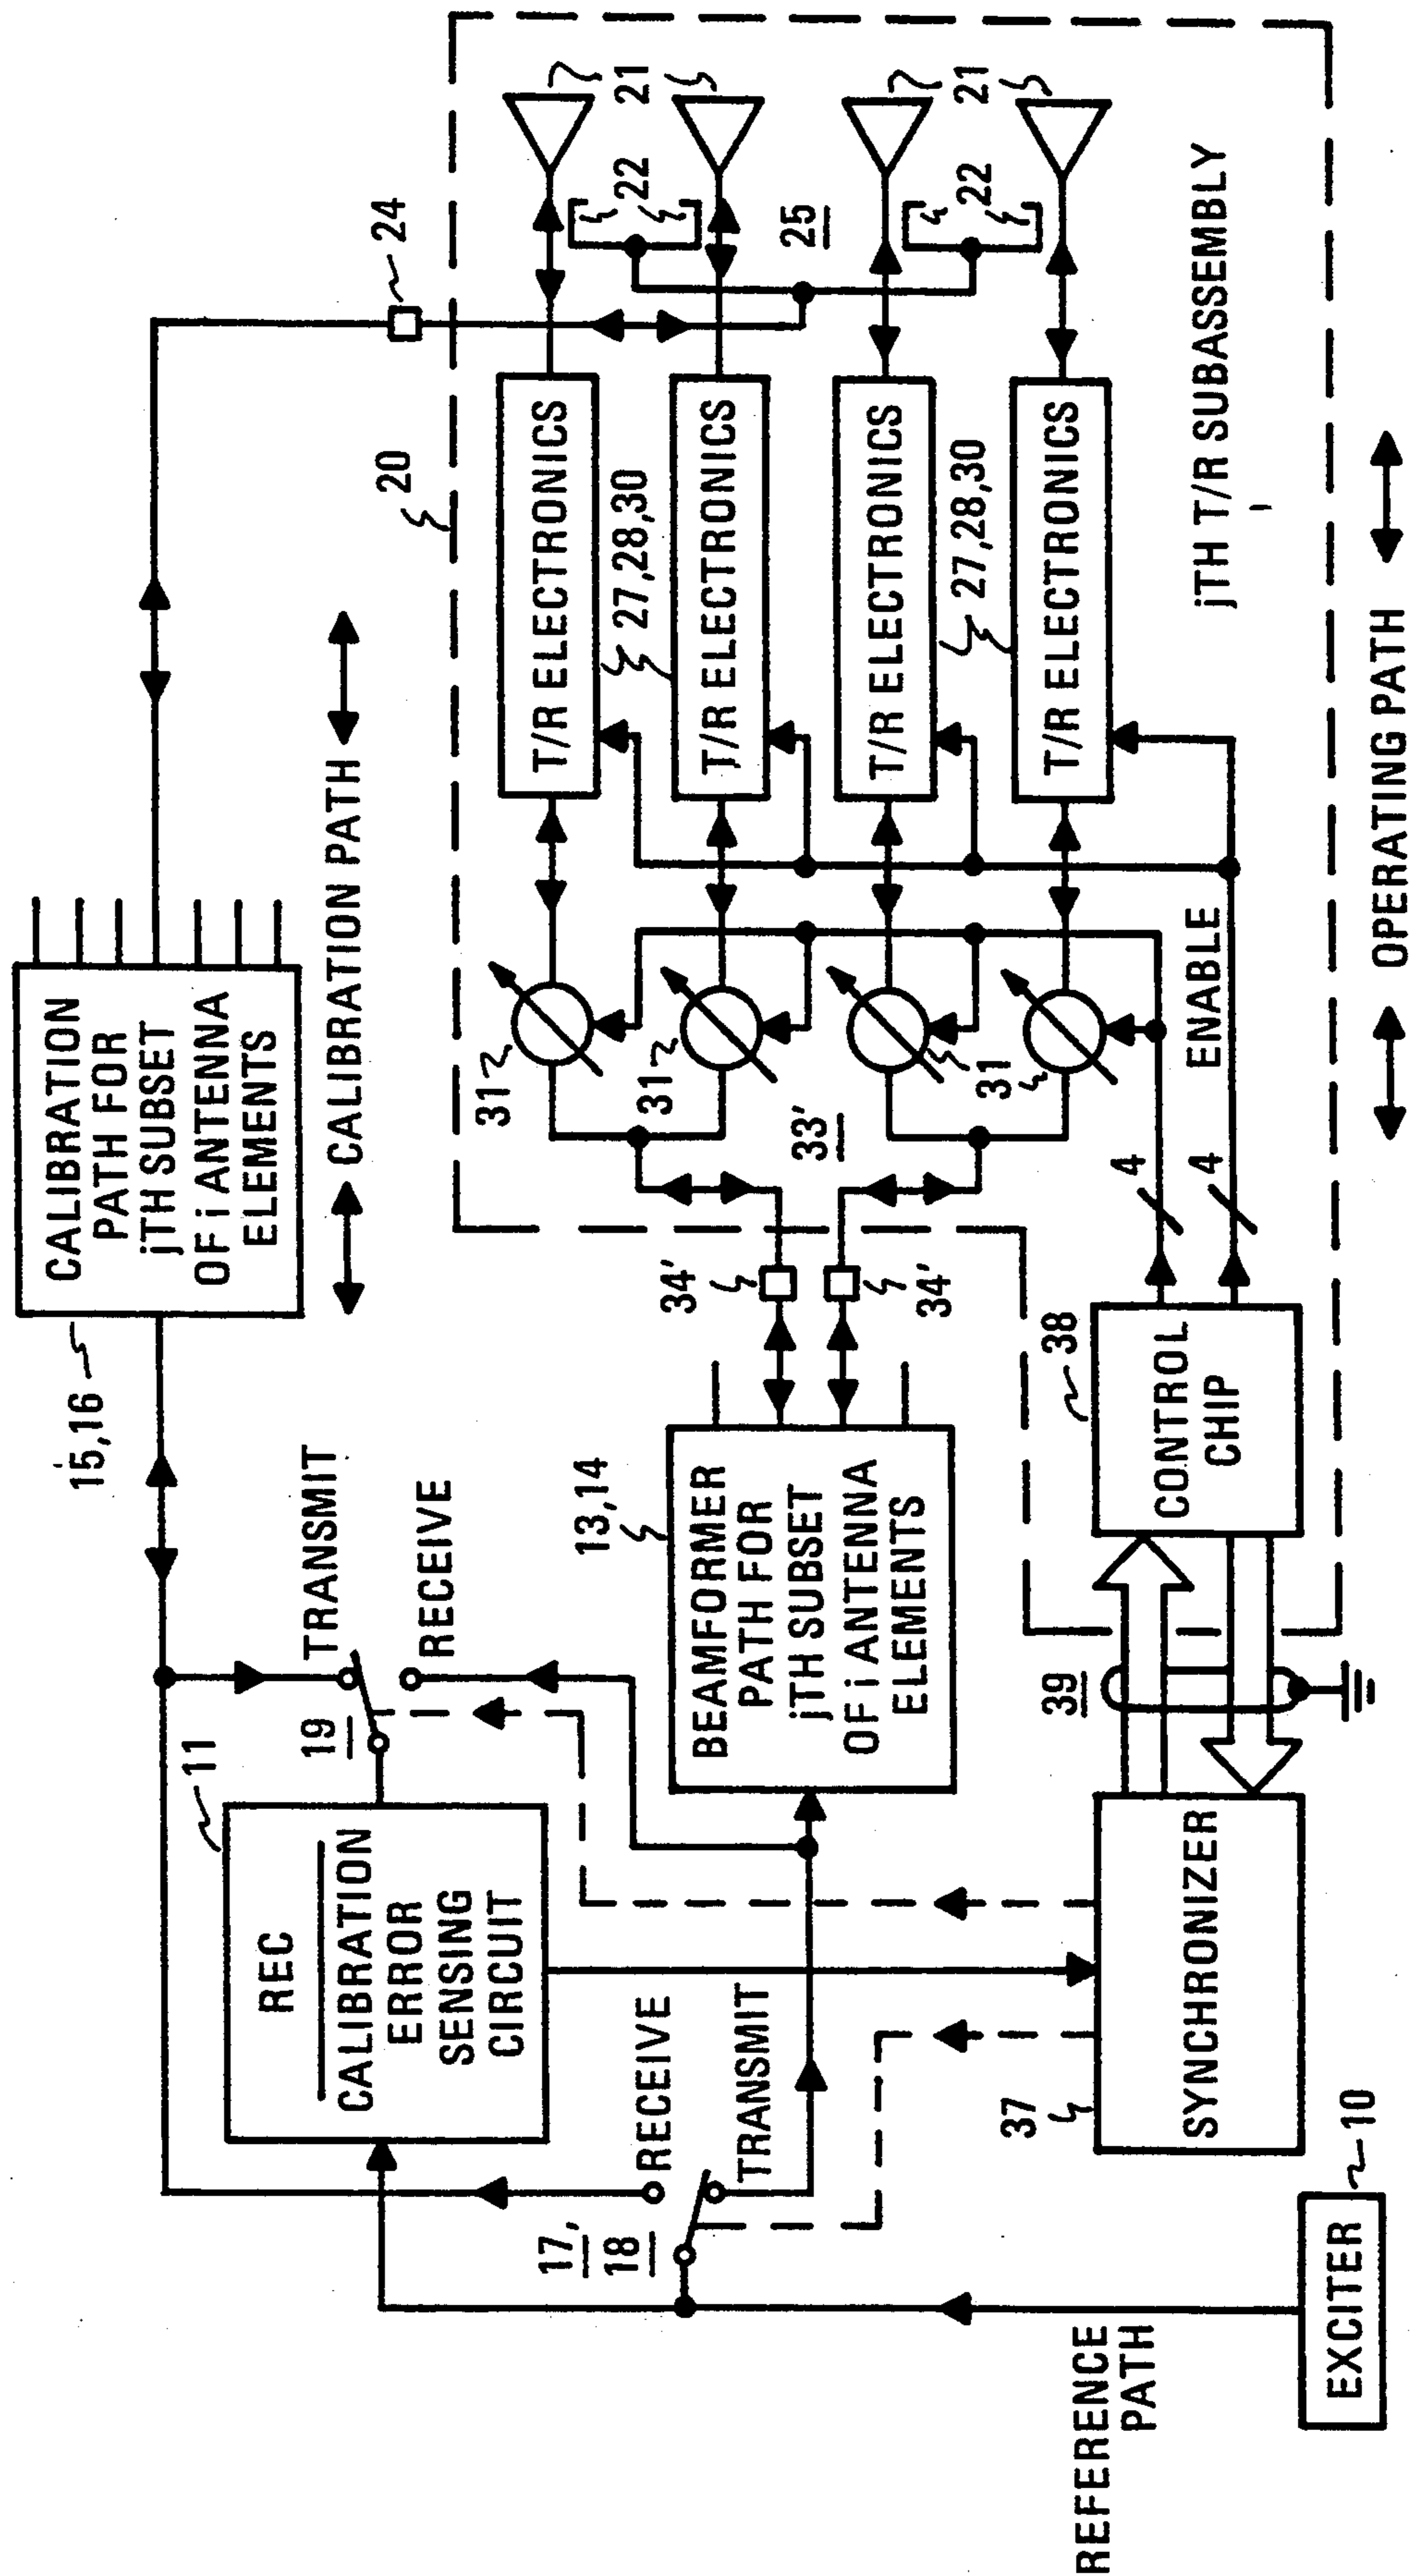 CALIBRATION
PATH FOR
jTH SUBSET
OF i ANTENNA
ELEMENTS
15,16
CALIBRATION PATH
24
20
TRANSMIT
RECEIVE
19
11
REC
CALIBRATION
ERROR
SENSING
CIRCUIT
RECEIVE
TRANSMIT
17,
18
REFERENCE
PATH
EXCITER
10
13,14
BEAMFORMER
PATH FOR
jTH SUBSET
OF i ANTENNA
ELEMENTS
34'
34'
33'
31
31
31
T/R ELECTRONICS
27,28,30
T/R ELECTRONICS
T/R ELECTRONICS
27,28,30
T/R ELECTRONICS
21
22
25
21
22
jTH T/R SUBASSEMBLY
ENABLE
4
4
38
CONTROL
CHIP
39
37
SYNCHRONIZER
OPERATING PATH